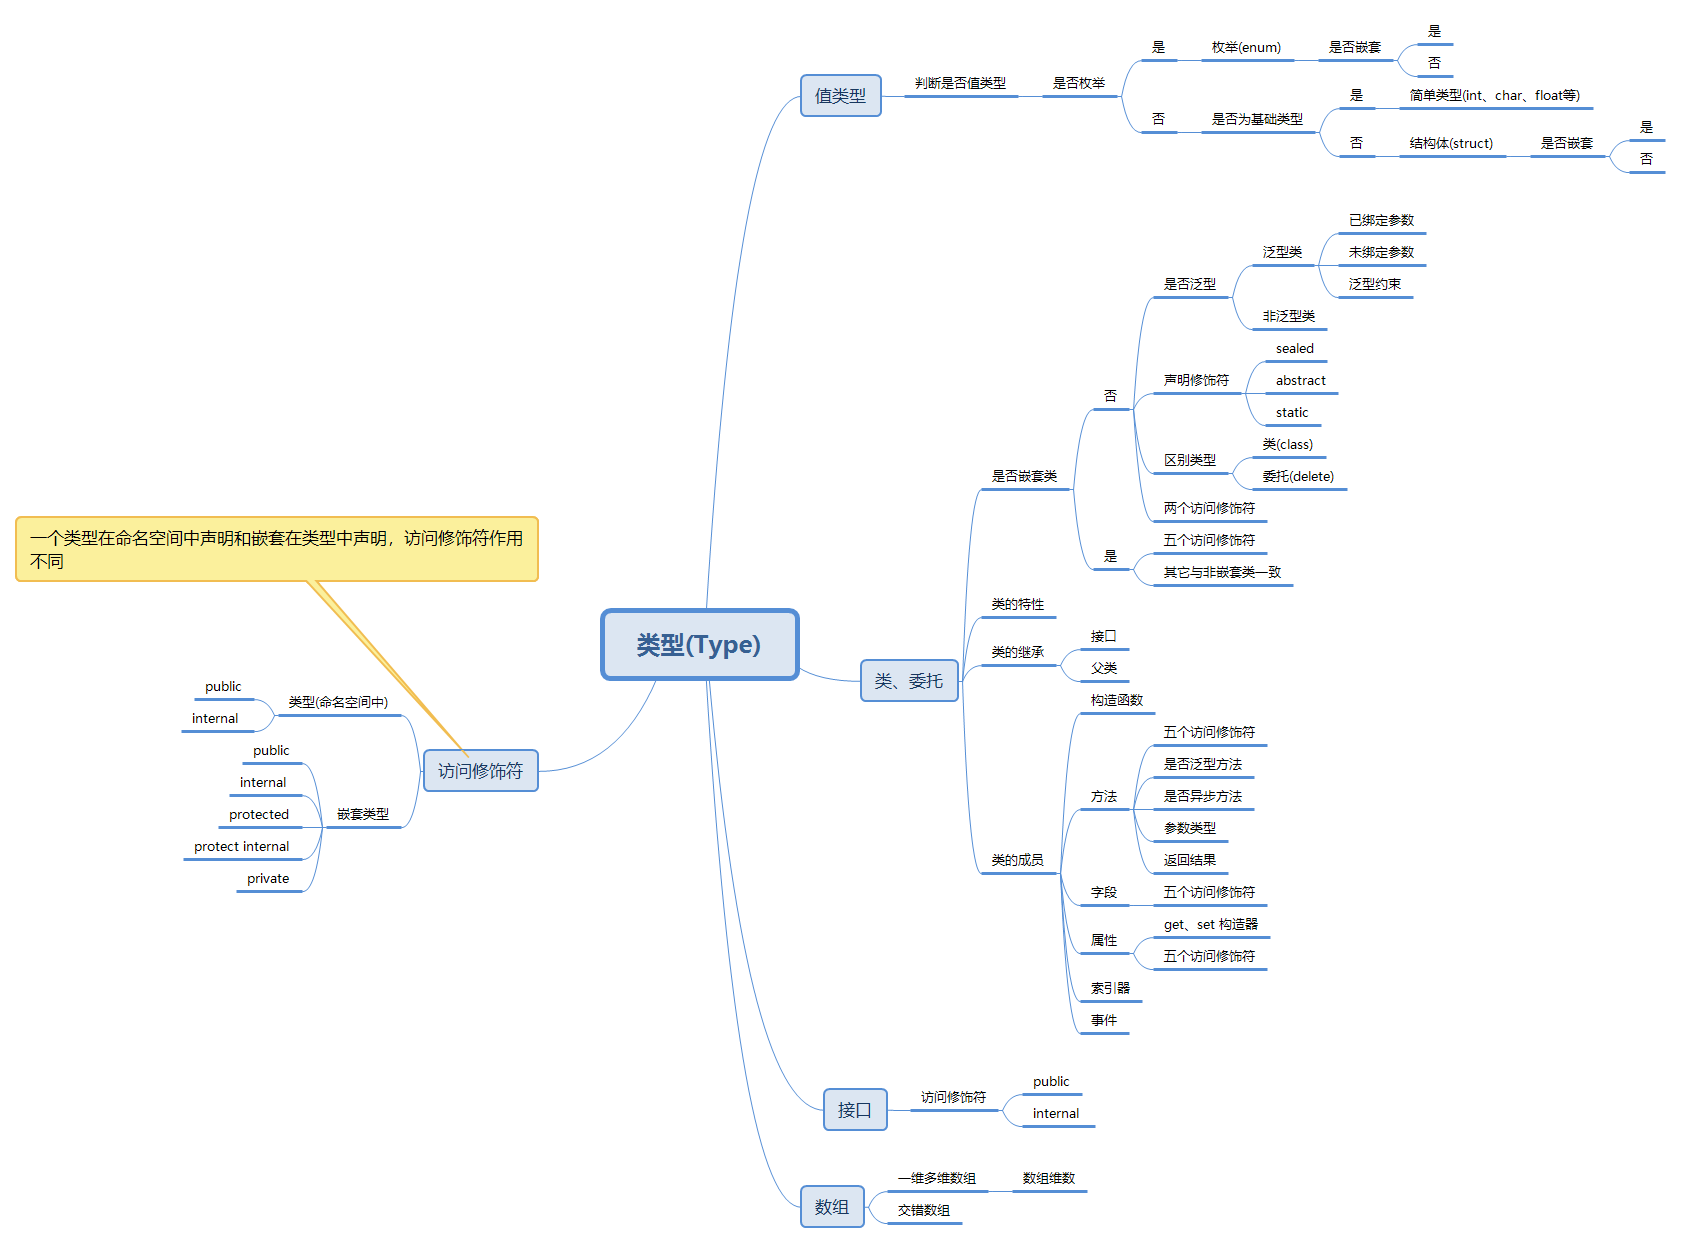 类型(Type)
值类型
判断是否值类型
是否枚举
是
枚举(enum)
是否嵌套
是
否
否
是否为基础类型
是
简单类型(int、char、float等)
否
结构体(struct)
是否嵌套
是
否
类、委托
是否嵌套类
否
是否泛型
泛型类
已绑定参数
未绑定参数
泛型约束
非泛型类
声明修饰符
sealed
abstract
static
区别类型
类(class)
委托(delete)
两个访问修饰符
是
五个访问修饰符
其它与非嵌套类一致
类的特性
类的继承
接口
父类
类的成员
构造函数
方法
五个访问修饰符
是否泛型方法
是否异步方法
参数类型
返回结果
字段
五个访问修饰符
属性
get、set 构造器
五个访问修饰符
索引器
事件
接口
访问修饰符
public
internal
数组
一维多维数组
数组维数
交错数组
一个类型在命名空间中声明和嵌套在类型中声明，访问修饰符作用
不同
访问修饰符
类型(命名空间中)
public
internal
嵌套类型
public
internal
protected
protect internal
private